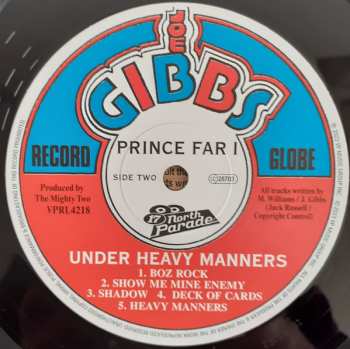 JOE
GIBBS
RECORD GLOBE
PRINCE FAR I
SIDE TWO
Produced by
The Mighty Two
VPRL4218
17 North
Parade
All tracks written by
M. Williams / J. Gibbs
(Jack Russell /
Copyright Control)
UNDER HEAVY MANNERS
1. BOZ ROCK
2. SHOW ME MINE ENEMY
3. SHADOW 4. DECK OF CARDS
5. HEAVY MANNERS